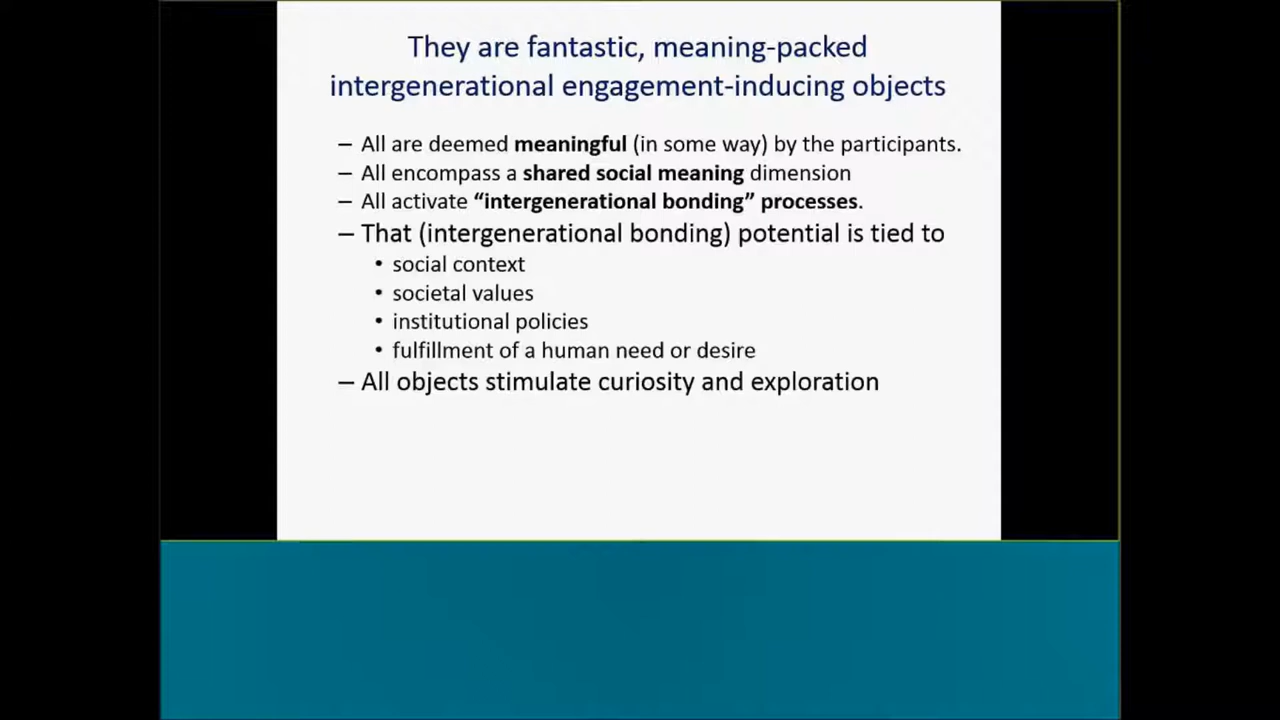 They are fantastic, meaning-packed
intergenerational engagement-inducing objects
– All are deemed meaningful (in some way) by the participants.
– All encompass a shared social meaning dimension
– All activate “intergenerational bonding” processes.
– That (intergenerational bonding) potential is tied to
• social context
• societal values
• institutional policies
• fulfillment of a human need or desire
– All objects stimulate curiosity and exploration